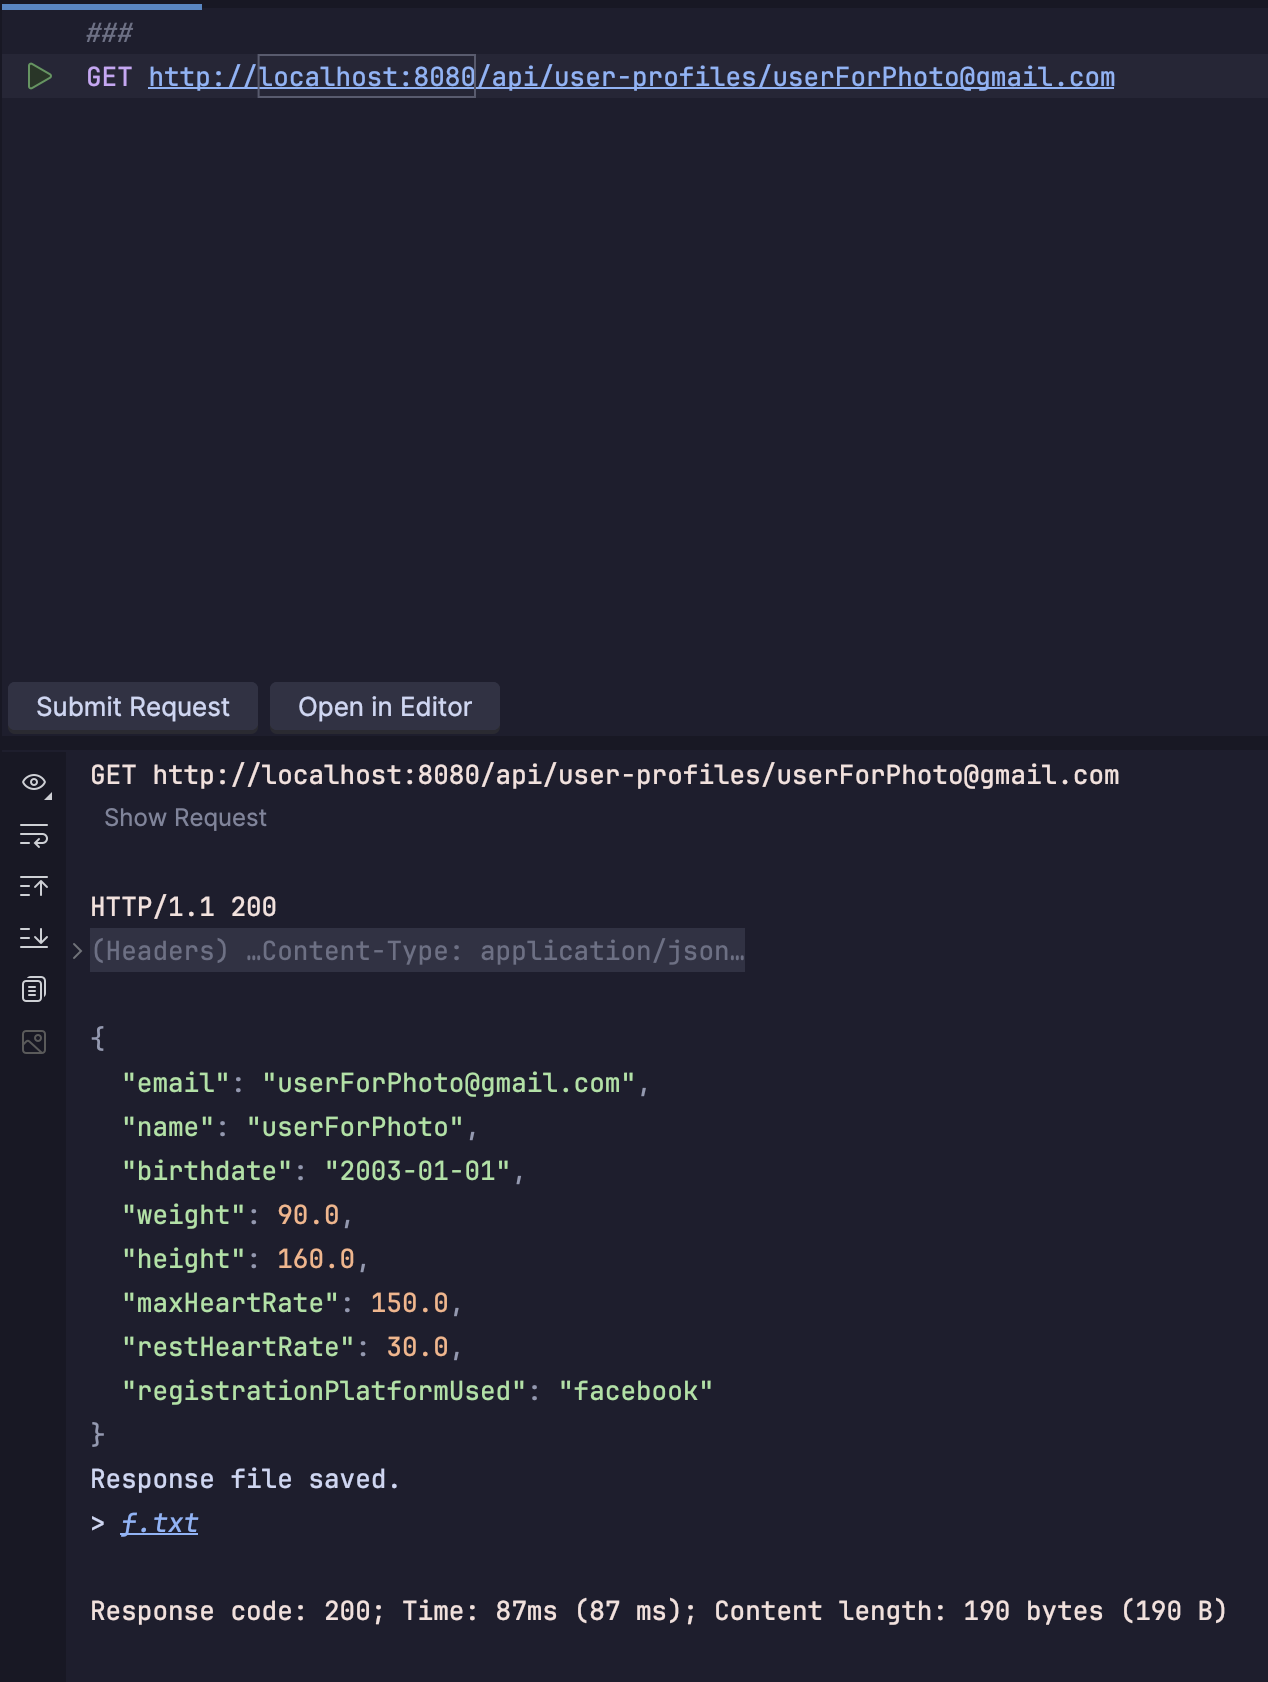 ###
GET http://localhost:8080/api/user-profiles/userForPhoto@gmail.com
Submit Request
Open in Editor
GET http://localhost:8080/api/user-profiles/userForPhoto@gmail.com
Show Request
HTTP/1.1 200
(Headers) …Content-Type: application/json…
{
"email": "userForPhoto@gmail.com",
"name": "userForPhoto",
"birthdate": "2003-01-01",
"weight": 90.0,
"height": 160.0,
"maxHeartRate": 150.0,
"restHeartRate": 30.0,
"registrationPlatformUsed": "facebook"
}
Response file saved.
> f.txt
Response code: 200; Time: 87ms (87 ms); Content length: 190 bytes (190 B)